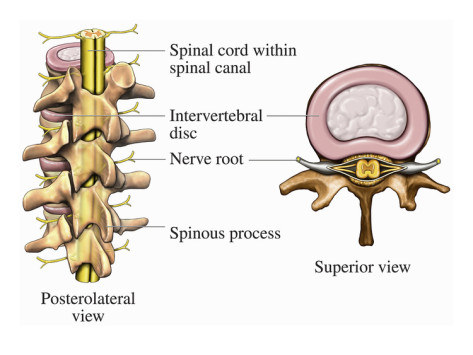 Spinal cord within
spinal canal
Intervertebral
disc
Nerve root
Spinous process
Posterolateral
view
Superior view